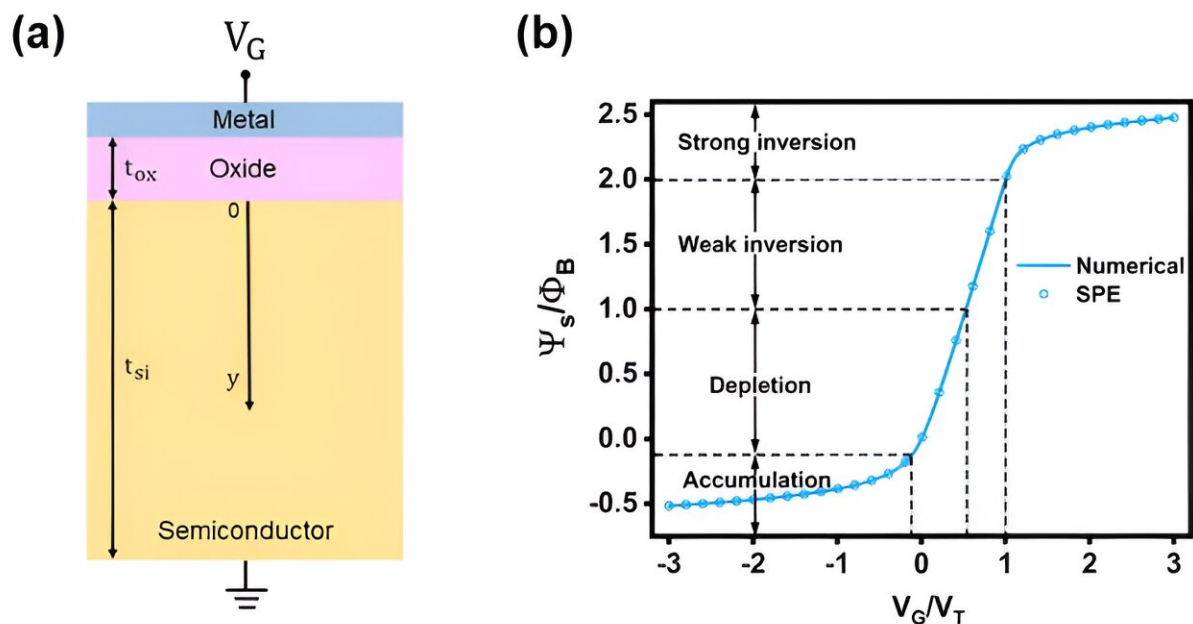 (a)
V_G
Metal
t_ox
Oxide
0
t_si
y
Semiconductor
(b)
2.5
2.0
1.5
1.0
0.5
0.0
-0.5
Ψ_s/Φ_B
Strong inversion
Weak inversion
Depletion
Accumulation
Numerical
SPE
-3 -2 -1 0 1 2 3
V_G/V_T